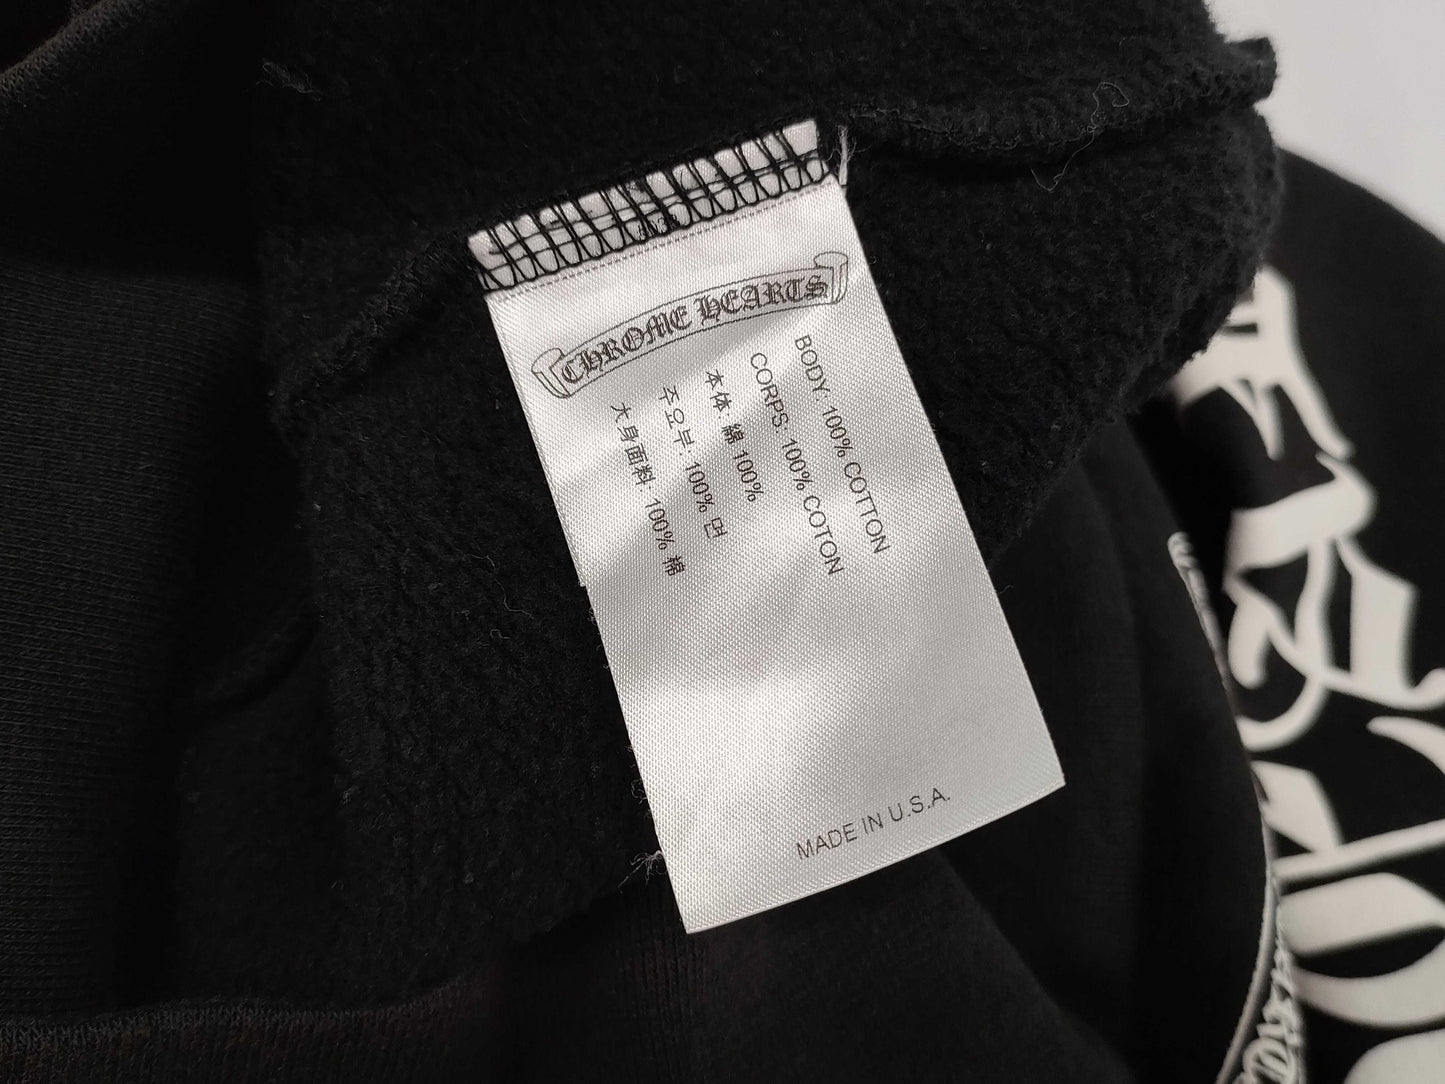 CHROME HEARTS
BODY: 100% COTTON
CORPS: 100% COTON
本体: 綿 100%
주요부: 100% 면
大身面料: 100% 棉
MADE IN U.S.A.